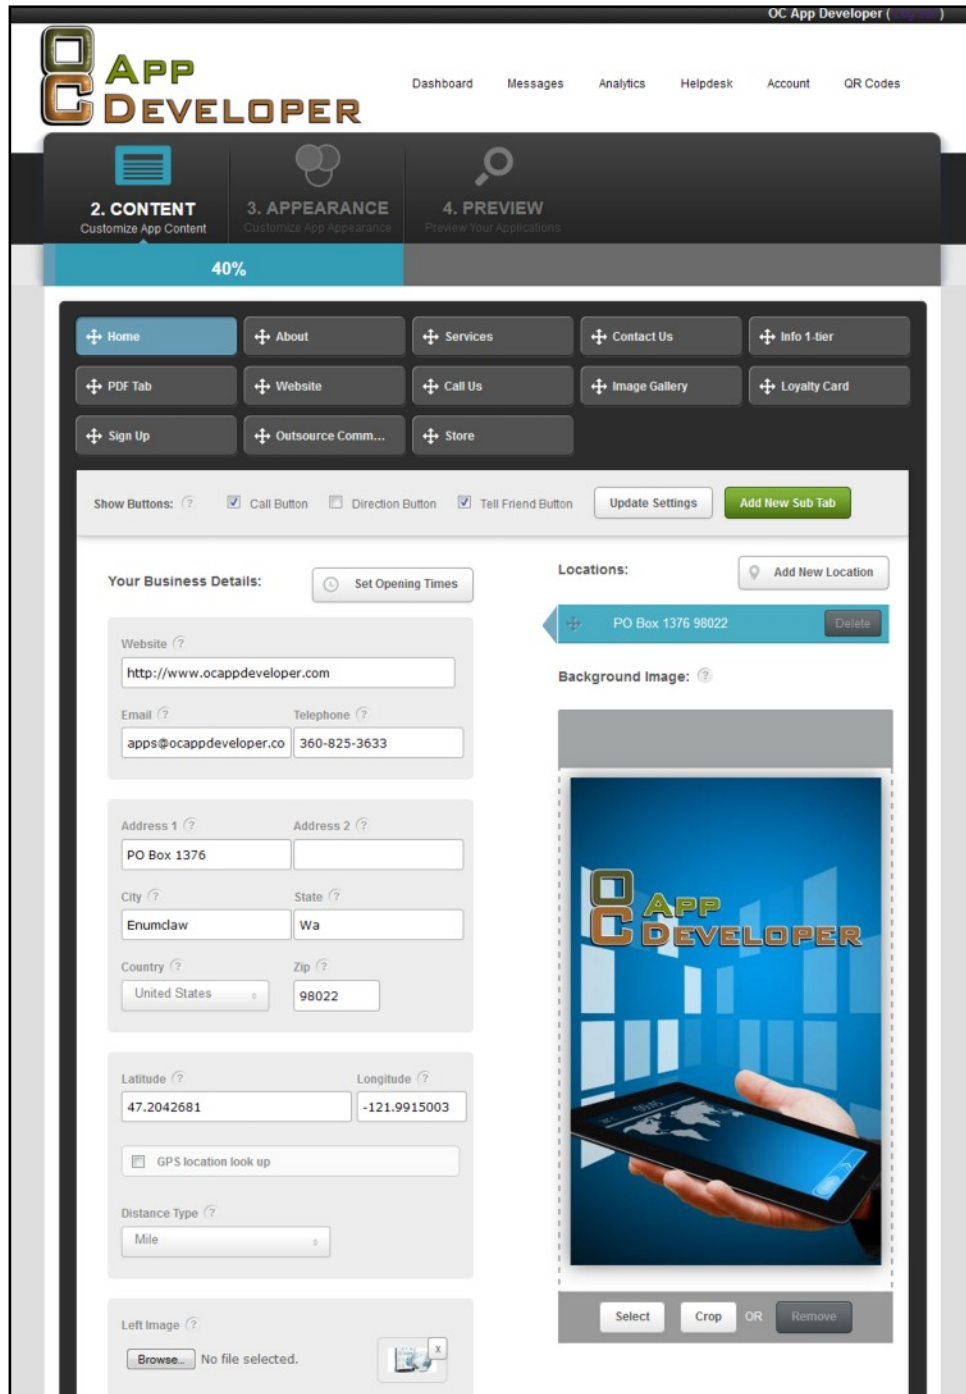 OC App Developer (Logout)
OC APP DEVELOPER
Dashboard Messages Analytics Helpdesk Account QR Codes
2. CONTENT
Customize App Content
3. APPEARANCE
Customize App Appearance
4. PREVIEW
Preview Your Applications
40%
Home About Services Contact Us Info 1-tier
PDF Tab Website Call Us Image Gallery Loyalty Card
Sign Up Outsource Comm... Store
Show Buttons: ? Call Button Direction Button Tell Friend Button Update Settings Add New Sub Tab
Your Business Details: Set Opening Times
Website ?
http://www.ocappdeveloper.com
Email ? Telephone ?
apps@ocappdeveloper.co 360-825-3633
Address 1 ? Address 2 ?
PO Box 1376
City ? State ?
Enumclaw Wa
Country ? Zip ?
United States 98022
Latitude ? Longitude ?
47.2042681 -121.9915003
GPS location look up
Distance Type ?
Mile
Left Image ?
Browse... No file selected. x
Locations: Add New Location
PO Box 1376 98022 Delete
Background Image: ?
OC APP DEVELOPER
Select Crop OR Remove